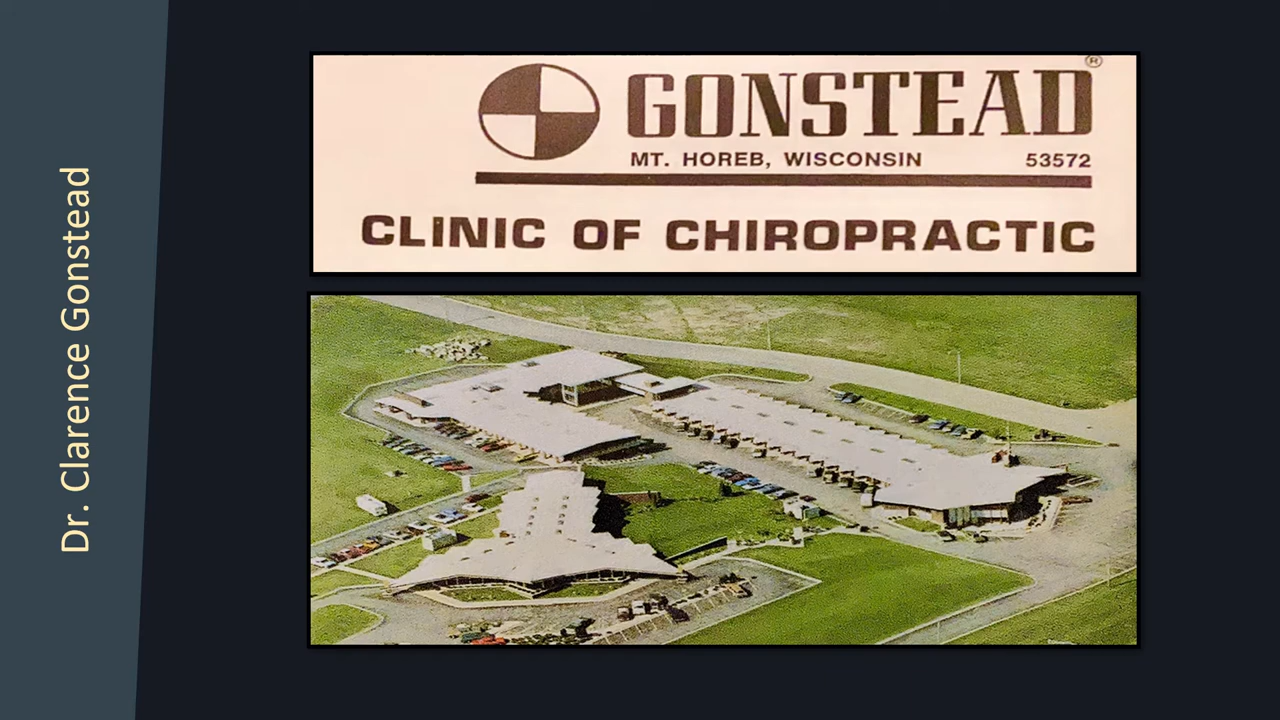 Dr. Clarence Gonstead
GONSTEAD®
MT. HOREB, WISCONSIN 53572
CLINIC OF CHIROPRACTIC